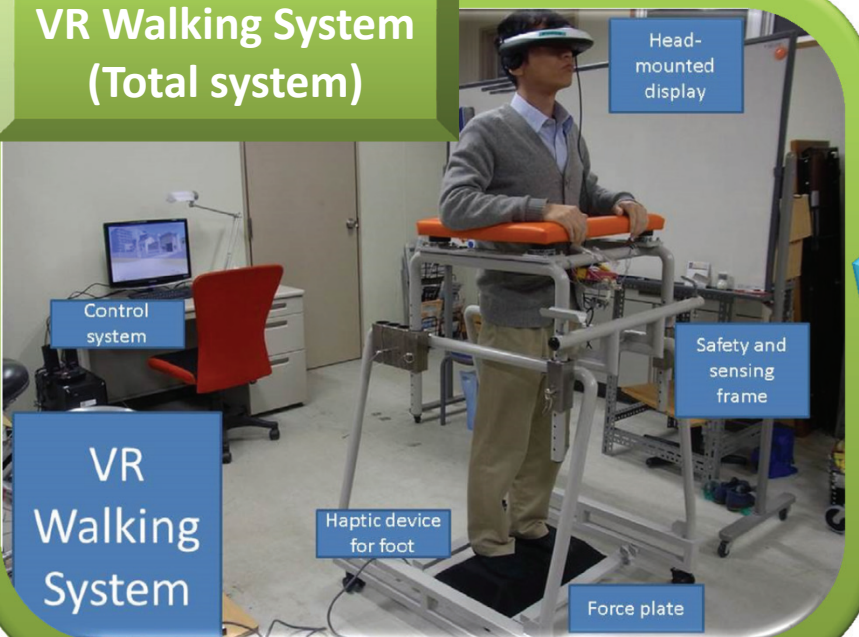 VR Walking System
(Total system)
Head-
mounted
display
Control
system
Safety and
sensing
frame
VR
Walking
System
Haptic device
for foot
Force plate